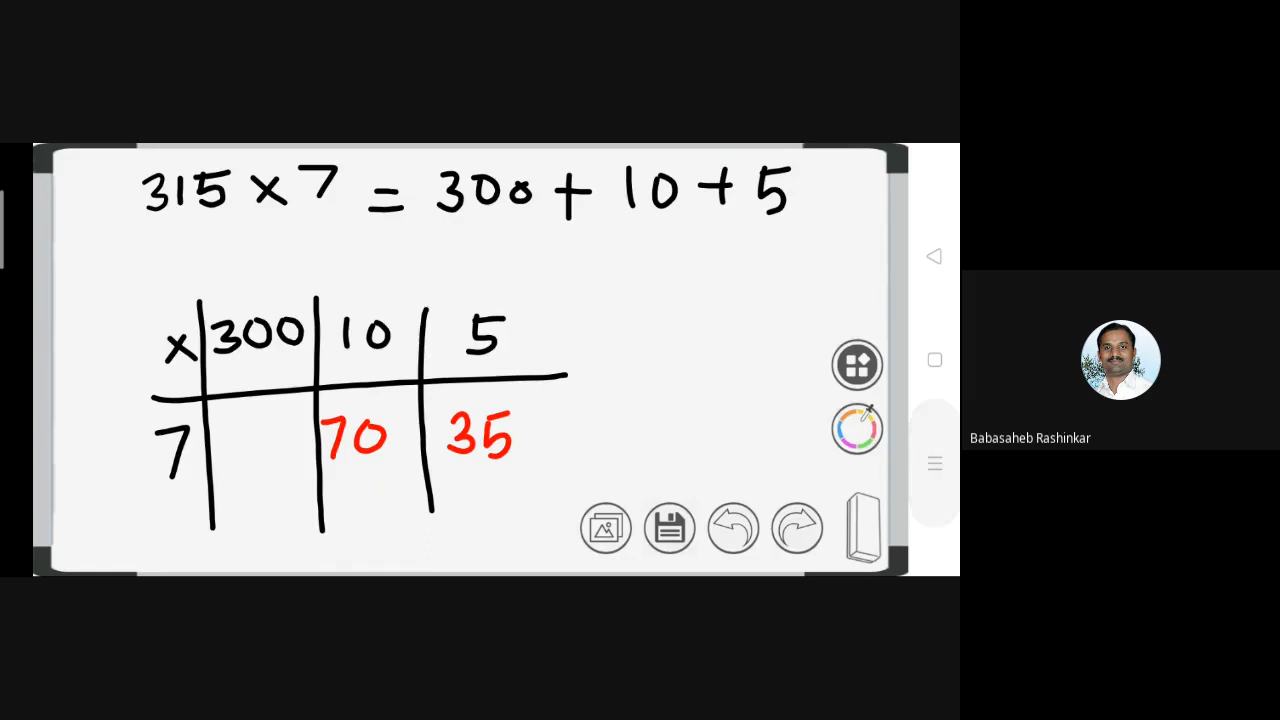 315 x 7 = 300 + 10 + 5
x 300 10 5
7 70 35
Babasaheb Rashinkar